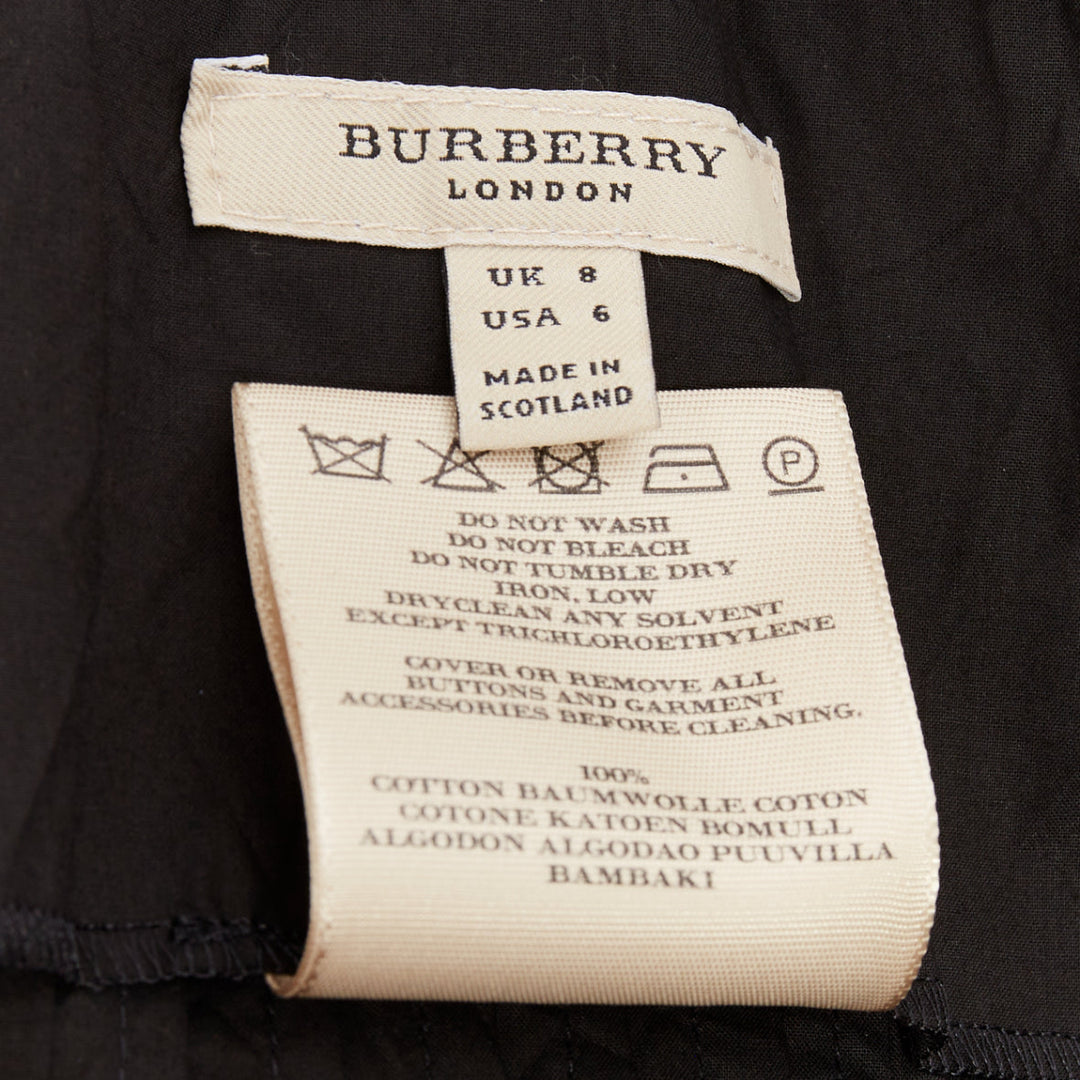 BURBERRY
LONDON
UK 8
USA 6
MADE IN
SCOTLAND
P
DO NOT WASH
DO NOT BLEACH
DO NOT TUMBLE DRY
IRON, LOW
DRYCLEAN ANY SOLVENT
EXCEPT TRICHLOROETHYLENE
COVER OR REMOVE ALL
BUTTONS AND GARMENT
ACCESSORIES BEFORE CLEANING.
100%
COTTON BAUMWOLLE COTON
COTONE KATOEN BOMULL
ALGODON ALGODAO PUUVILLA
BAMBAKI